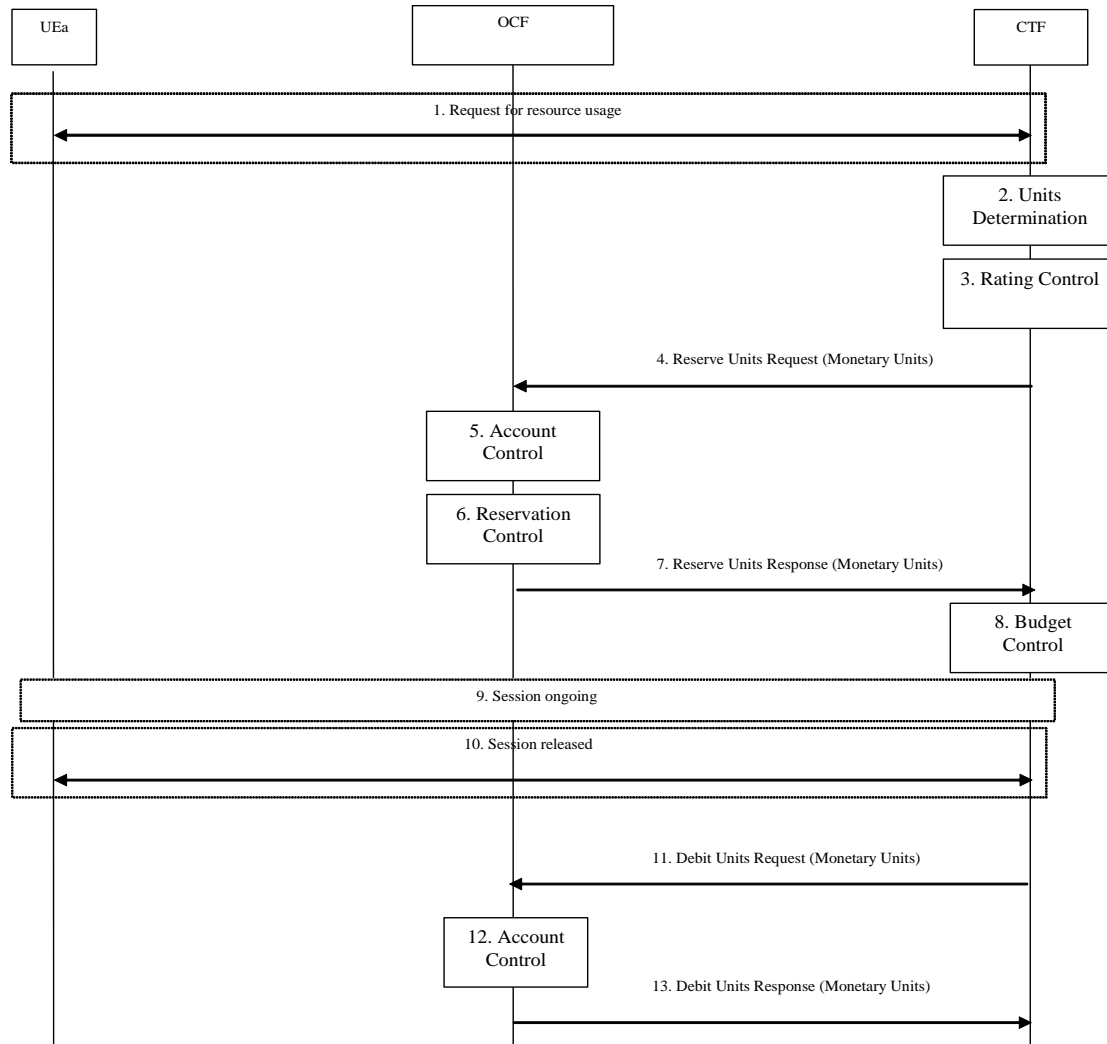 UEa
OCF
CTF
1. Request for resource usage
2. Units
Determination
3. Rating Control
4. Reserve Units Request (Monetary Units)
5. Account
Control
6. Reservation
Control
7. Reserve Units Response (Monetary Units)
8. Budget
Control
9. Session ongoing
10. Session released
11. Debit Units Request (Monetary Units)
12. Account
Control
13. Debit Units Response (Monetary Units)